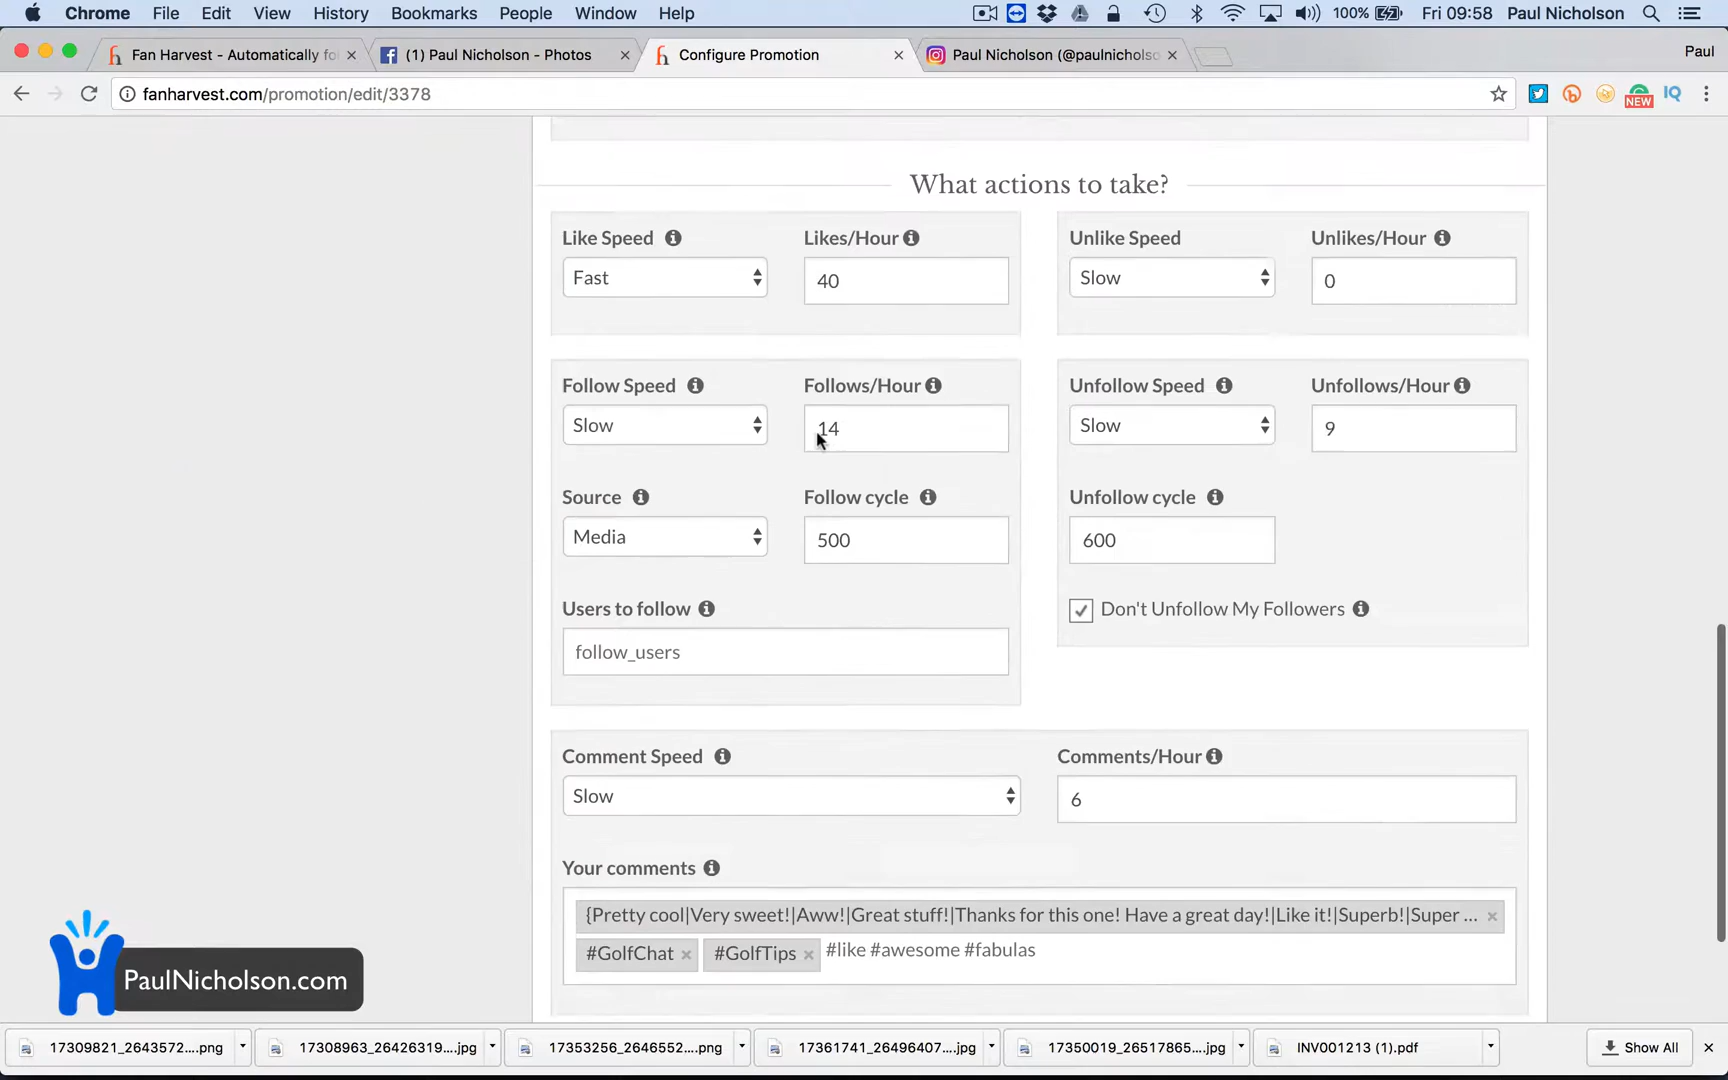 Chrome File Edit View History Bookmarks People Window Help 100% Fri 09:58 Paul Nicholson
Fan Harvest - Automatically fo
(1) Paul Nicholson - Photos
Configure Promotion
Paul Nicholson (@paulnicholso
Paul
fanharvest.com/promotion/edit/3378
NEW
IQ
What actions to take?
Like Speed Likes/Hour Unlike Speed Unlikes/Hour
Fast 40 Slow 0
Follow Speed Follows/Hour Unfollow Speed Unfollows/Hour
Slow 14 Slow 9
Source Follow cycle Unfollow cycle
Media 500 600
Users to follow Don't Unfollow My Followers
follow_users
Comment Speed Comments/Hour
Slow 6
Your comments
{Pretty cool|Very sweet!|Aww!|Great stuff!|Thanks for this one! Have a great day!|Like it!|Superb!|Super ... ×
#GolfChat × #GolfTips × #like #awesome #fabulas
PaulNicholson.com
17309821_2643572....png
17308963_26426319....jpg
17353256_2646552....png
17361741_26496407....jpg
17350019_26517865....jpg
INV001213 (1).pdf
Show All